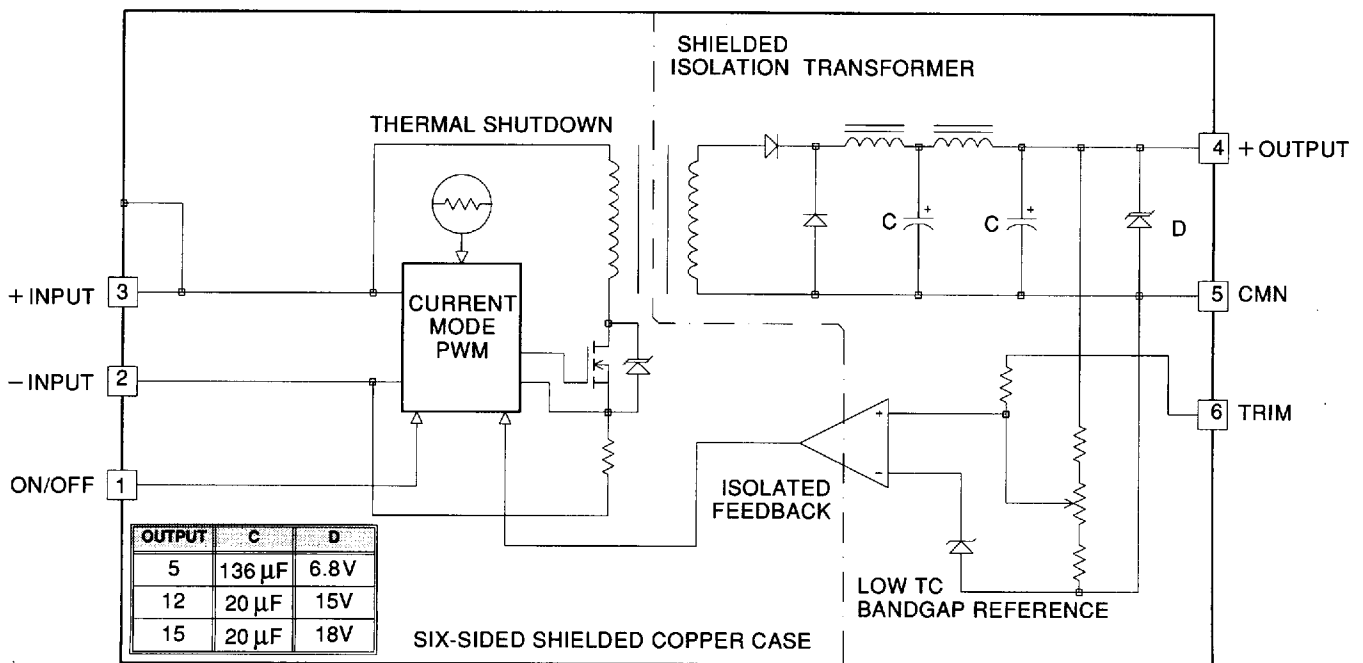 SHIELDED
ISOLATION TRANSFORMER
THERMAL SHUTDOWN
4 +OUTPUT
C + C + D
+INPUT 3
CURRENT
MODE
PWM
5 CMN
-INPUT 2
+
6 TRIM
-
ON/OFF 1
ISOLATED
FEEDBACK
OUTPUT C D
5 136 µF 6.8V
12 20 µF 15V
15 20 µF 18V
LOW TC
BANDGAP REFERENCE
SIX-SIDED SHIELDED COPPER CASE